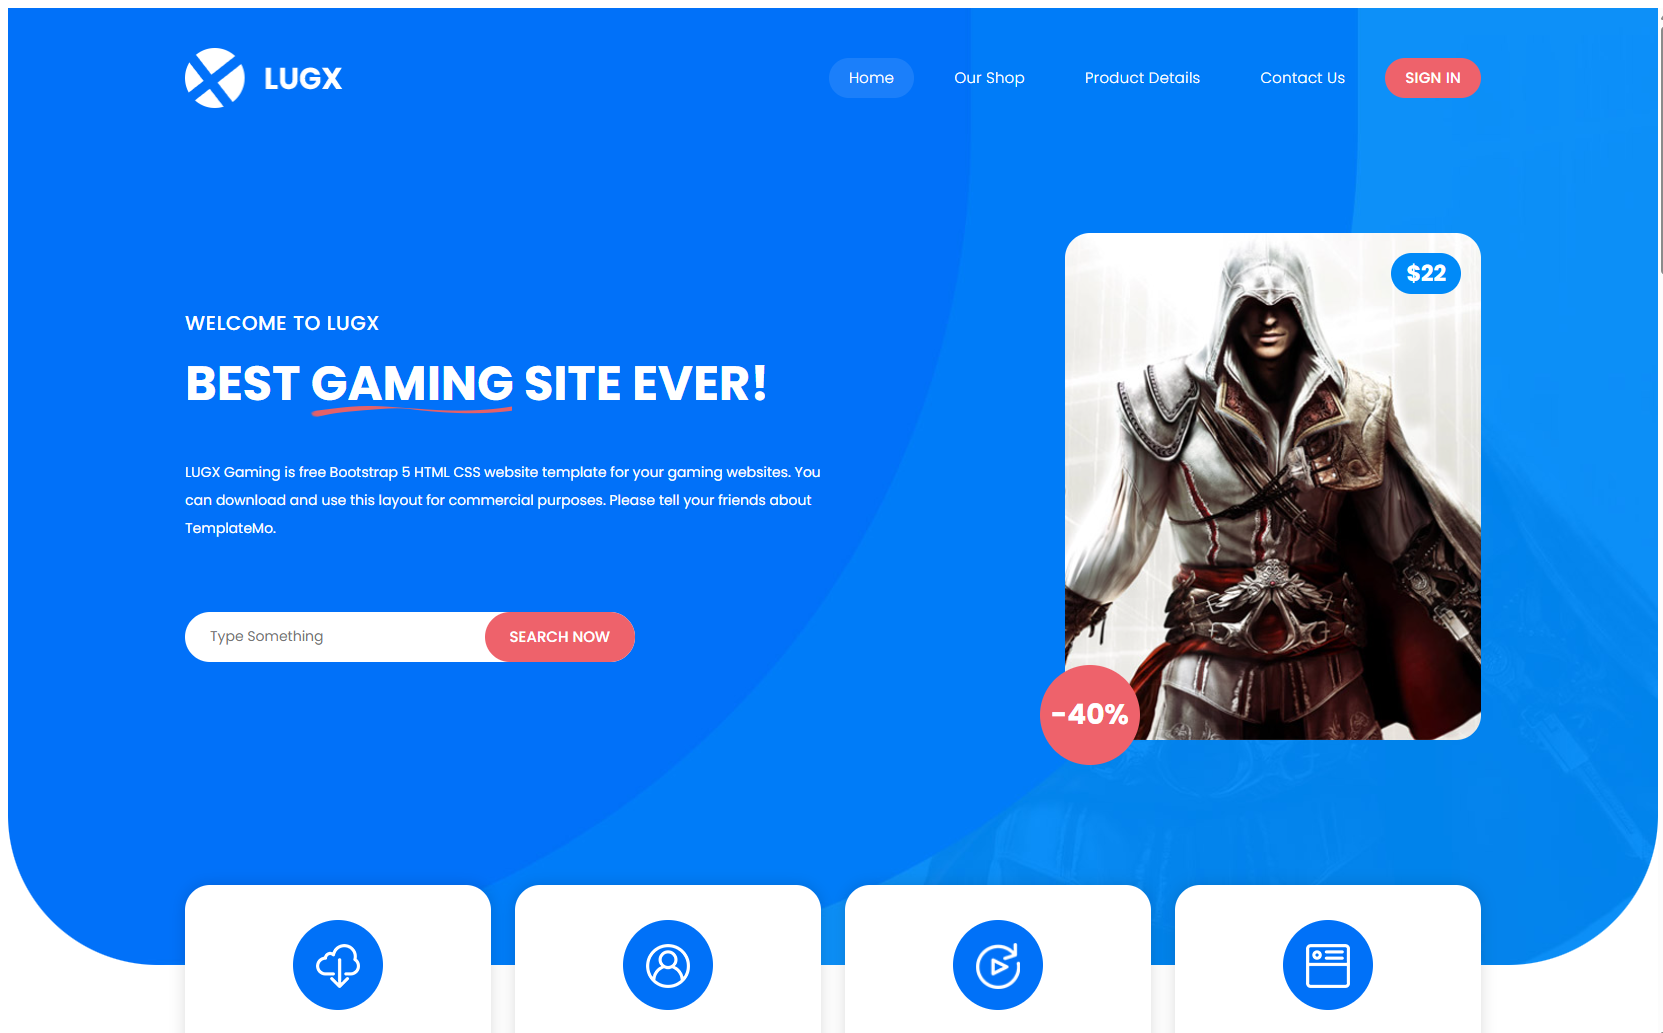 LUGX
Home
Our Shop
Product Details
Contact Us
SIGN IN
$22
WELCOME TO LUGX
BEST GAMING SITE EVER!
LUGX Gaming is free Bootstrap 5 HTML CSS website template for your gaming websites. You
can download and use this layout for commercial purposes. Please tell your friends about
TemplateMo.
Type Something
SEARCH NOW
-40%